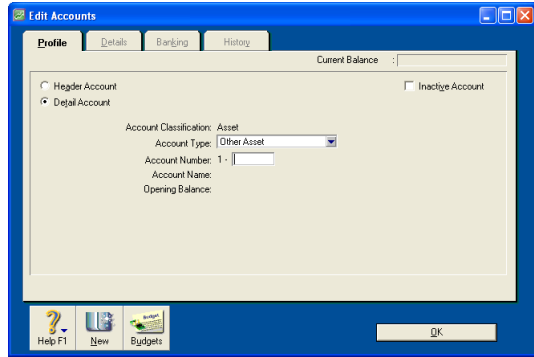 Edit Accounts
Profile
Details
Banking
History
Current Balance :
Header Account
Inactive Account
Detail Account
Account Classification: Asset
Account Type: Other Asset
Account Number: 1 -
Account Name:
Opening Balance:
Help F1
New
Budget
Budgets
OK